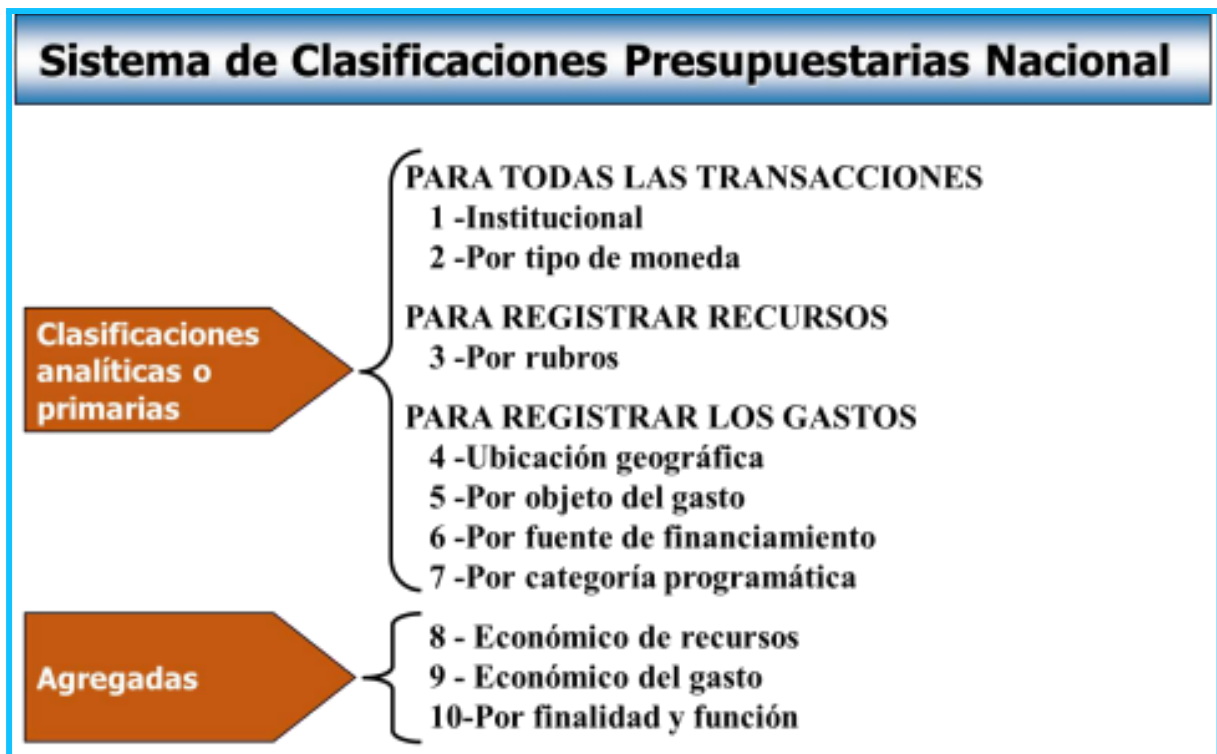 Sistema de Clasificaciones Presupuestarias Nacional
Clasificaciones
analíticas o
primarias
PARA TODAS LAS TRANSACCIONES
1 -Institucional
2 -Por tipo de moneda
PARA REGISTRAR RECURSOS
3 -Por rubros
PARA REGISTRAR LOS GASTOS
4 -Ubicación geográfica
5 -Por objeto del gasto
6 -Por fuente de financiamiento
7 -Por categoría programática
Agregadas
8 - Económico de recursos
9 - Económico del gasto
10-Por finalidad y función